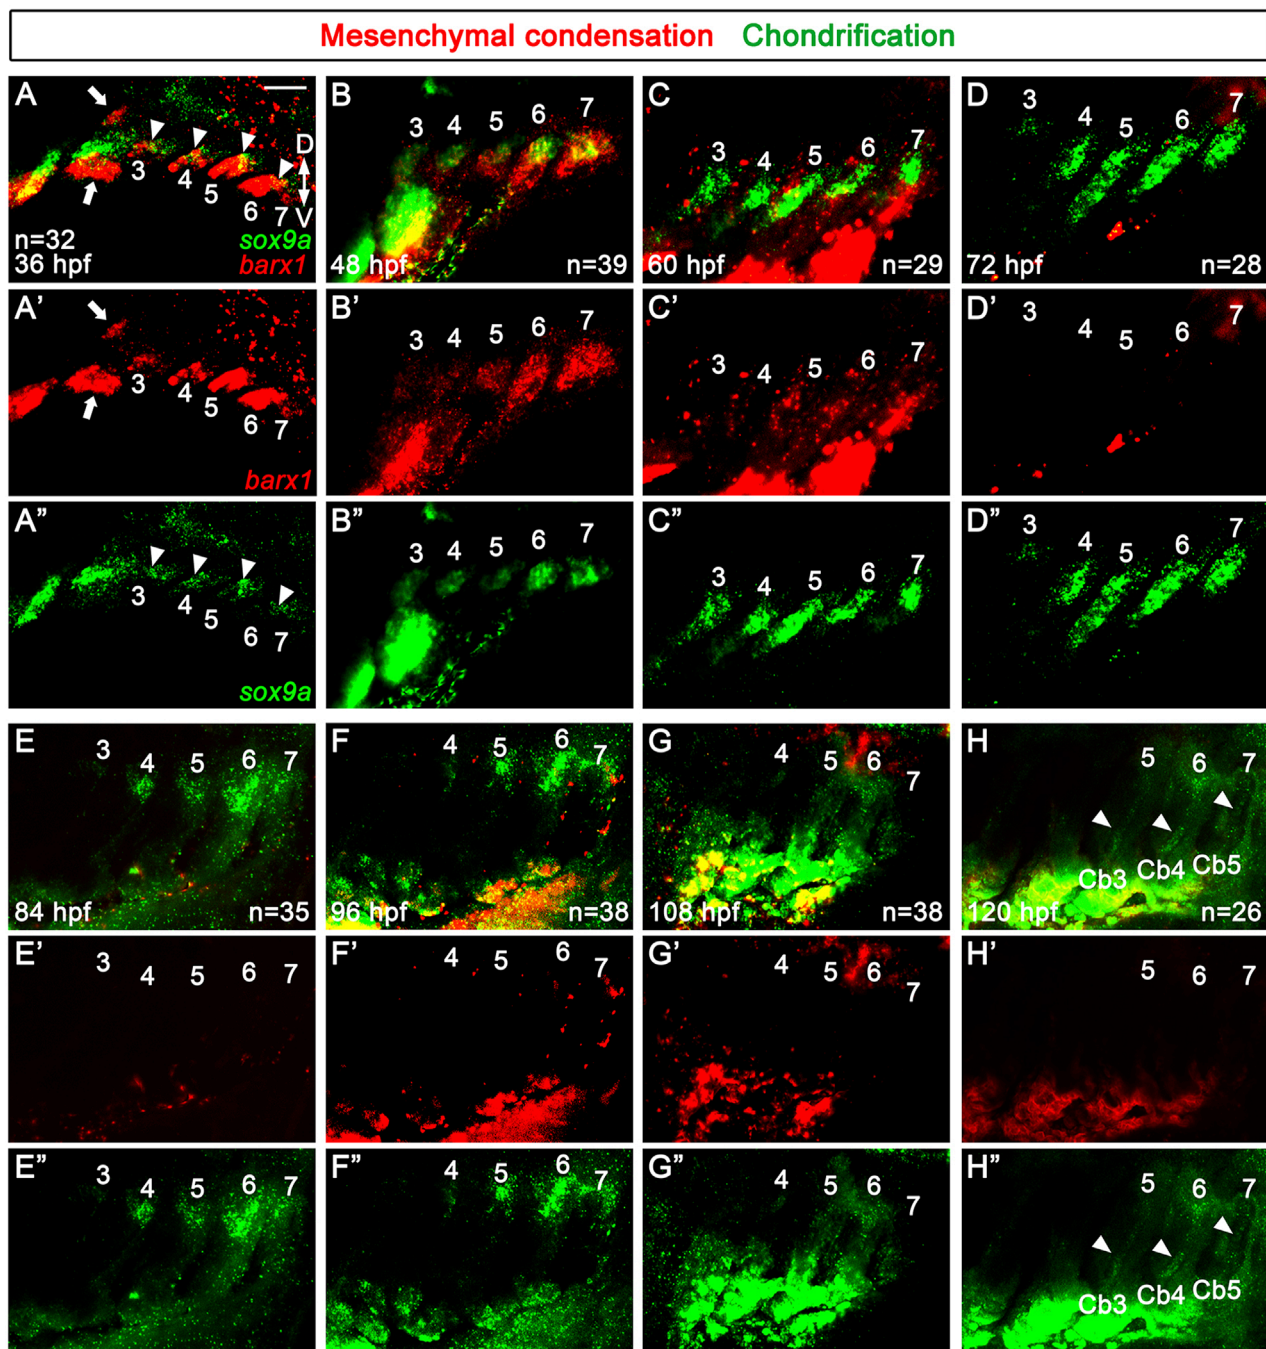 Mesenchymal condensation Chondrification
A
3
4
5
6
7
D
V
n=32
36 hpf
sox9a
barx1
B
3
4
5
6
7
48 hpf
n=39
C
3
4
5
6
7
60 hpf
n=29
D
3
4
5
6
7
72 hpf
n=28
A’
3
4
5
6
7
barx1
B’
3
4
5
6
7
C’
3
4
5
6
7
D’
3
4
5
6
7
A”
3
4
5
6
7
sox9a
B”
3
4
5
6
7
C”
3
4
5
6
7
D”
3
4
5
6
7
E
3
4
5
6
7
84 hpf
n=35
F
4
5
6
7
96 hpf
n=38
G
4
5
6
7
108 hpf
n=38
H
5
6
7
Cb3
Cb4
Cb5
120 hpf
n=26
E’
3
4
5
6
7
F’
4
5
6
7
G’
4
5
6
7
H’
5
6
7
E”
3
4
5
6
7
F”
4
5
6
7
G”
4
5
6
7
H”
5
6
7
Cb3
Cb4
Cb5